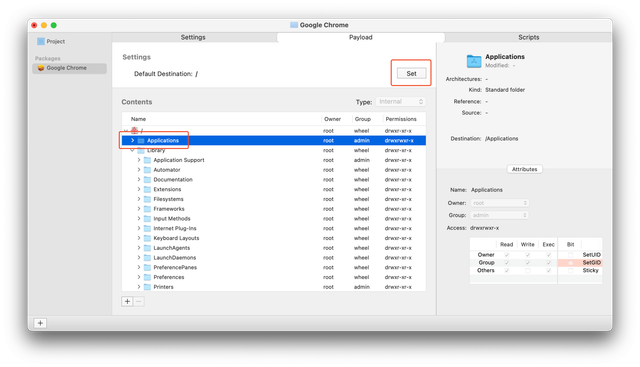 Google Chrome
Project
Packages
Google Chrome
Settings
Payload
Scripts
Settings
Default Destination: /
Set
Contents
Type: Internal
Name Owner Group Permissions
/ root wheel drwxr-xr-x
Applications root admin drwxrwxr-x
Library root wheel drwxr-xr-x
Application Support root wheel drwxr-xr-x
Automator root wheel drwxr-xr-x
Documentation root wheel drwxr-xr-x
Extensions root wheel drwxr-xr-x
Filesystems root wheel drwxr-xr-x
Frameworks root wheel drwxr-xr-x
Input Methods root wheel drwxr-xr-x
Internet Plug-Ins root wheel drwxr-xr-x
Keyboard Layouts root wheel drwxr-xr-x
LaunchAgents root wheel drwxr-xr-x
LaunchDaemons root wheel drwxr-xr-x
PreferencePanes root wheel drwxr-xr-x
Preferences root wheel drwxr-xr-x
Printers root admin drwxr-xr-x
Applications
Modified: -
Architectures: -
Kind: Standard folder
Reference: -
Source: -
Destination: /Applications
Attributes
Name: Applications
Owner: root
Group: admin
Access: drwxrwxr-x
Read Write Exec Bit
Owner SetUID
Group SetGID
Others Sticky